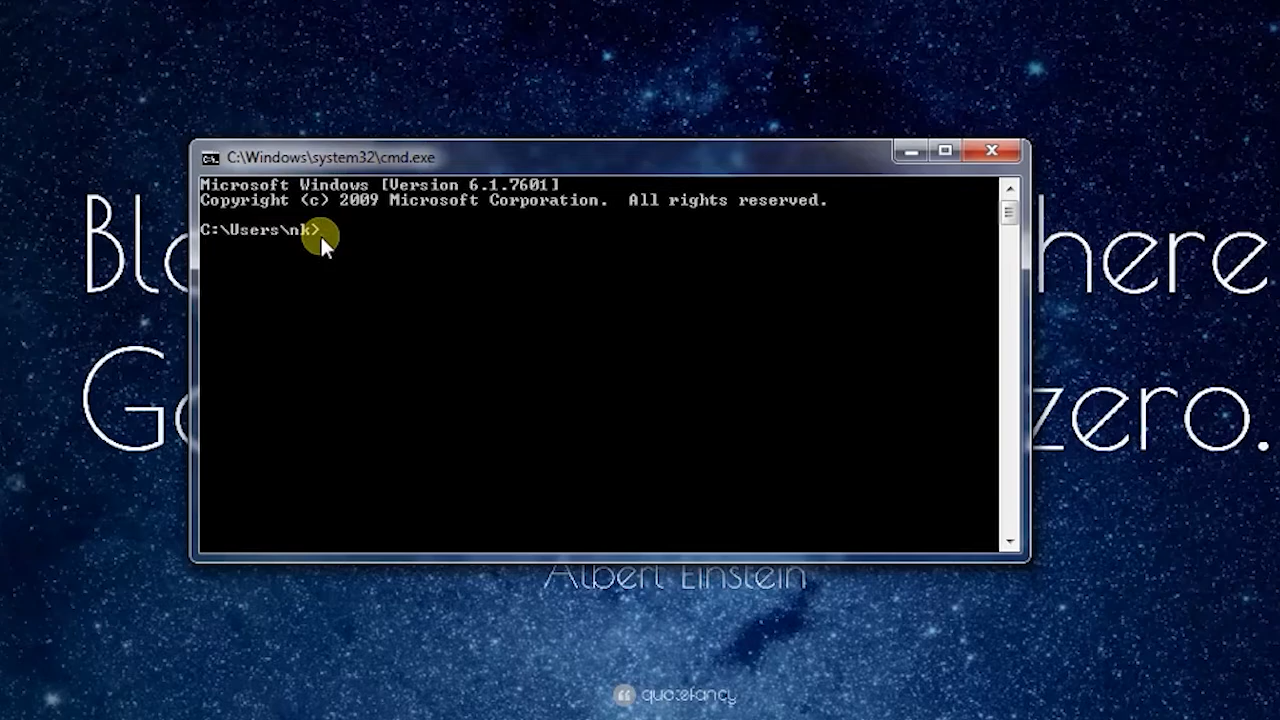 C:\Windows\system32\cmd.exe
Microsoft Windows [Version 6.1.7601]
Copyright (c) 2009 Microsoft Corporation.  All rights reserved.
C:\Users\nk>
here
zero.
Albert Einstein
quotefancy